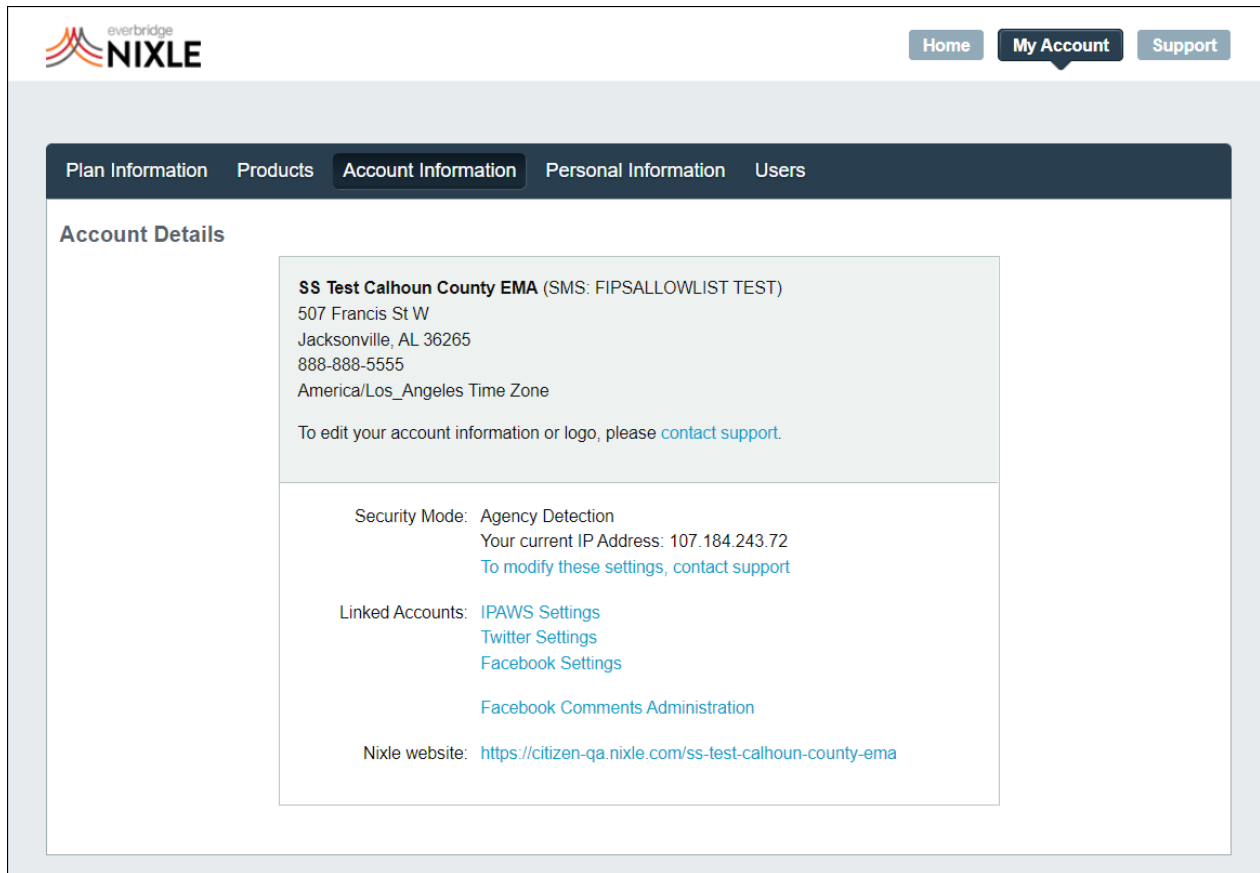 everbridge
NIXLE
Home My Account Support
Plan Information Products Account Information Personal Information Users
Account Details
SS Test Calhoun County EMA (SMS: FIPSALLOWLIST TEST)
507 Francis St W
Jacksonville, AL 36265
888-888-5555
America/Los_Angeles Time Zone
To edit your account information or logo, please contact support.
Security Mode: Agency Detection
Your current IP Address: 107.184.243.72
To modify these settings, contact support
Linked Accounts: IPAWS Settings
Twitter Settings
Facebook Settings
Facebook Comments Administration
Nixle website: https://citizen-qa.nixle.com/ss-test-calhoun-county-ema